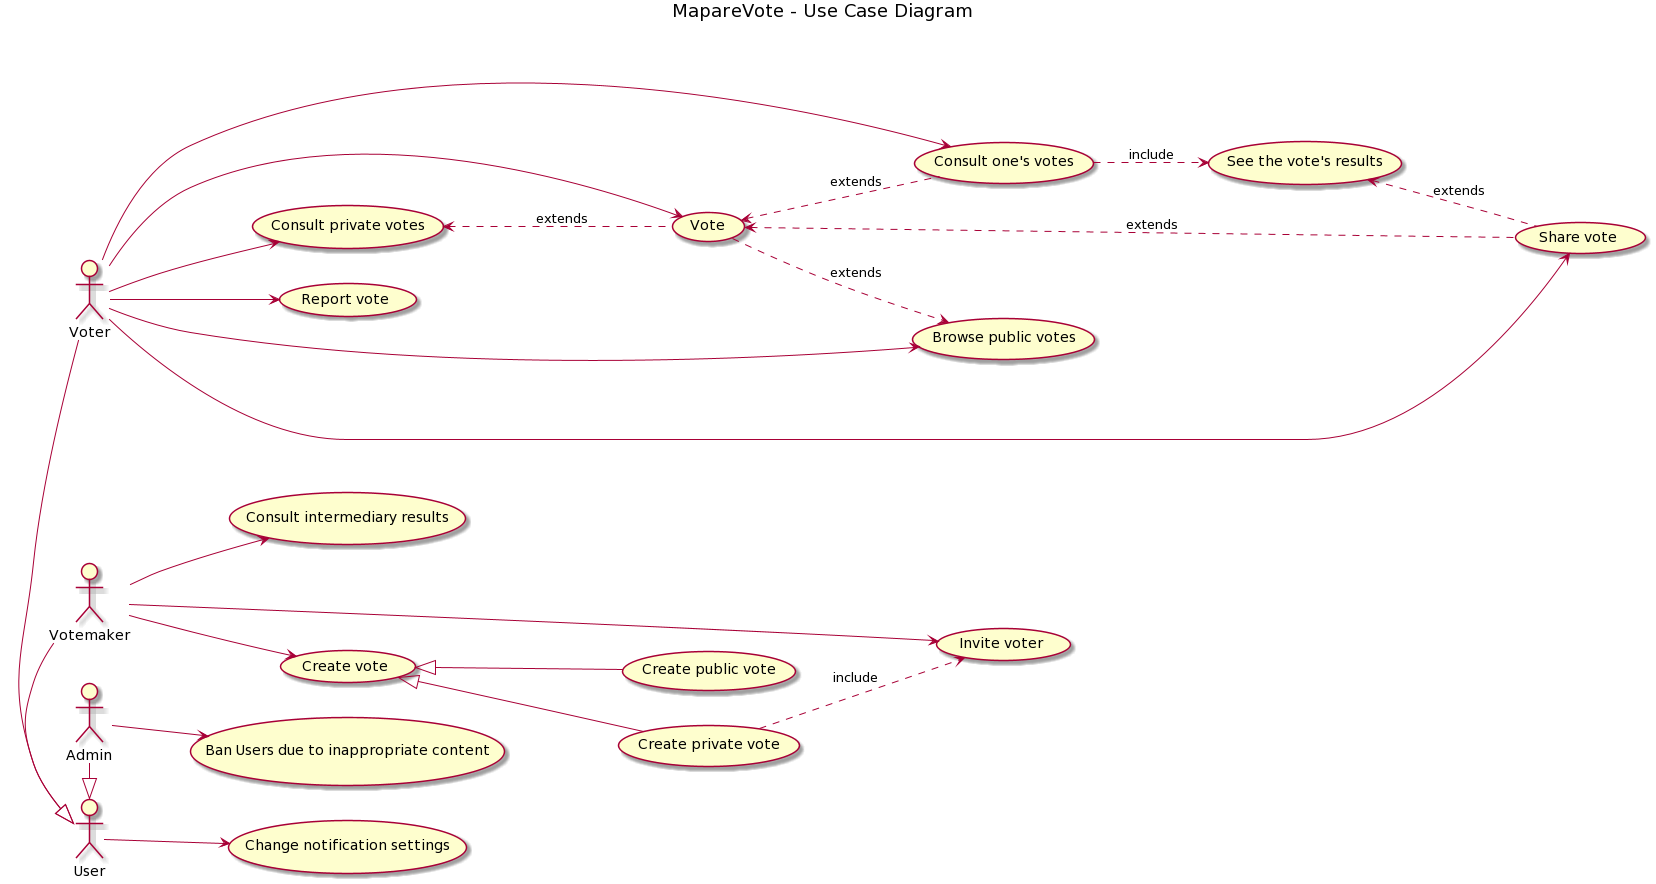 MapareVote - Use Case Diagram
Consult one's votes
include
See the vote's results
extends
extends
Consult private votes
extends
Vote
extends
Share vote
extends
Report vote
Voter
Browse public votes
Consult intermediary results
Votemaker
Invite voter
Create vote
Create public vote
include
Create private vote
Admin
Ban Users due to inappropriate content
Change notification settings
User